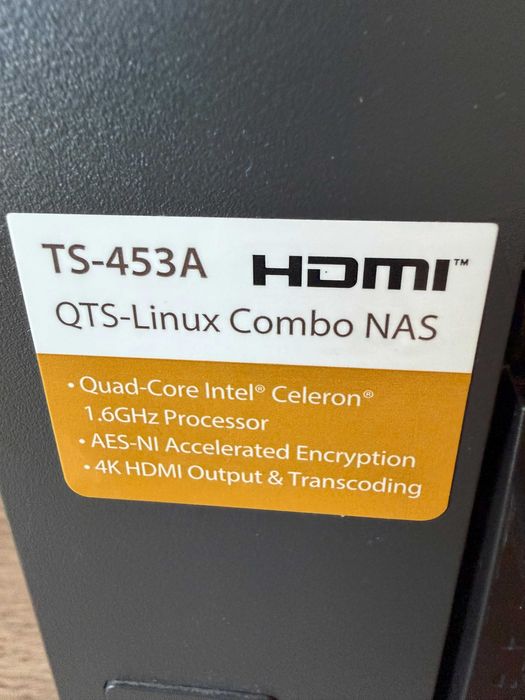 TS-453A HDMI™
QTS-Linux Combo NAS
• Quad-Core Intel® Celeron®
1.6GHz Processor
• AES-NI Accelerated Encryption
• 4K HDMI Output & Transcoding